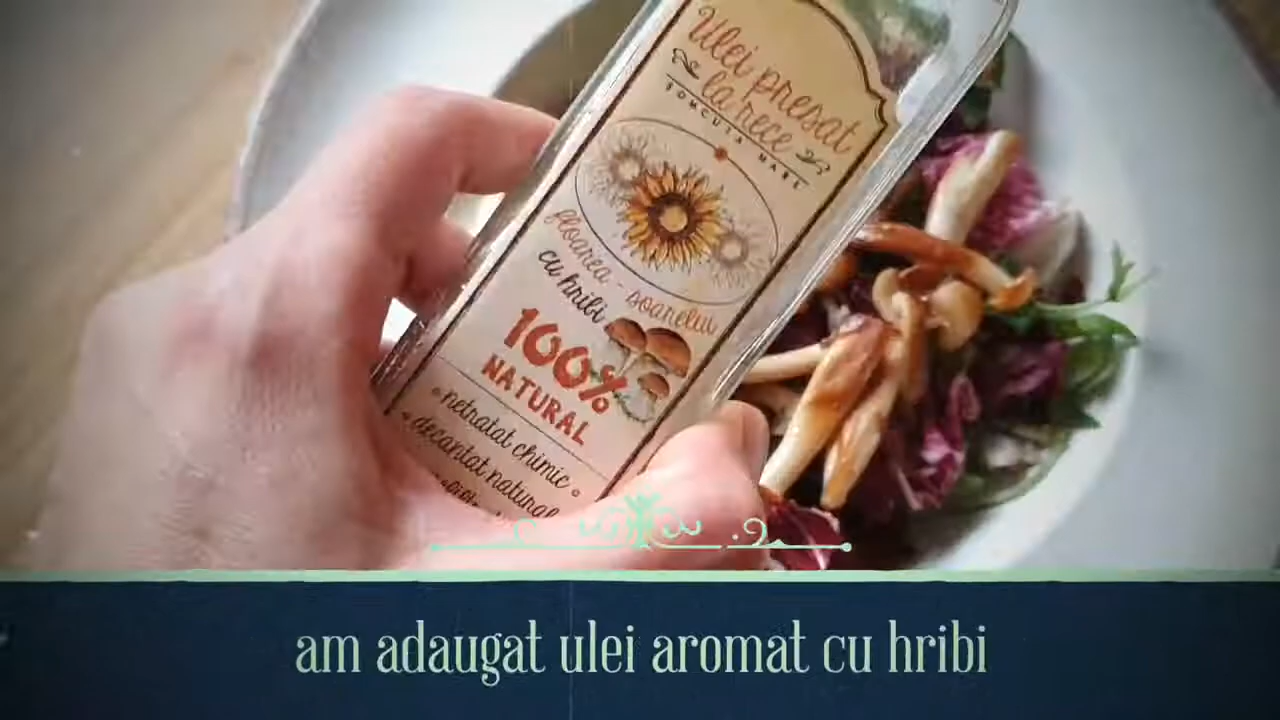 Ulei presat
la rece
SOMCUTA MARE
floarea - soarelui
cu hribi
100%
NATURAL
netratat chimic
decantat natural
am adaugat ulei aromat cu hribi